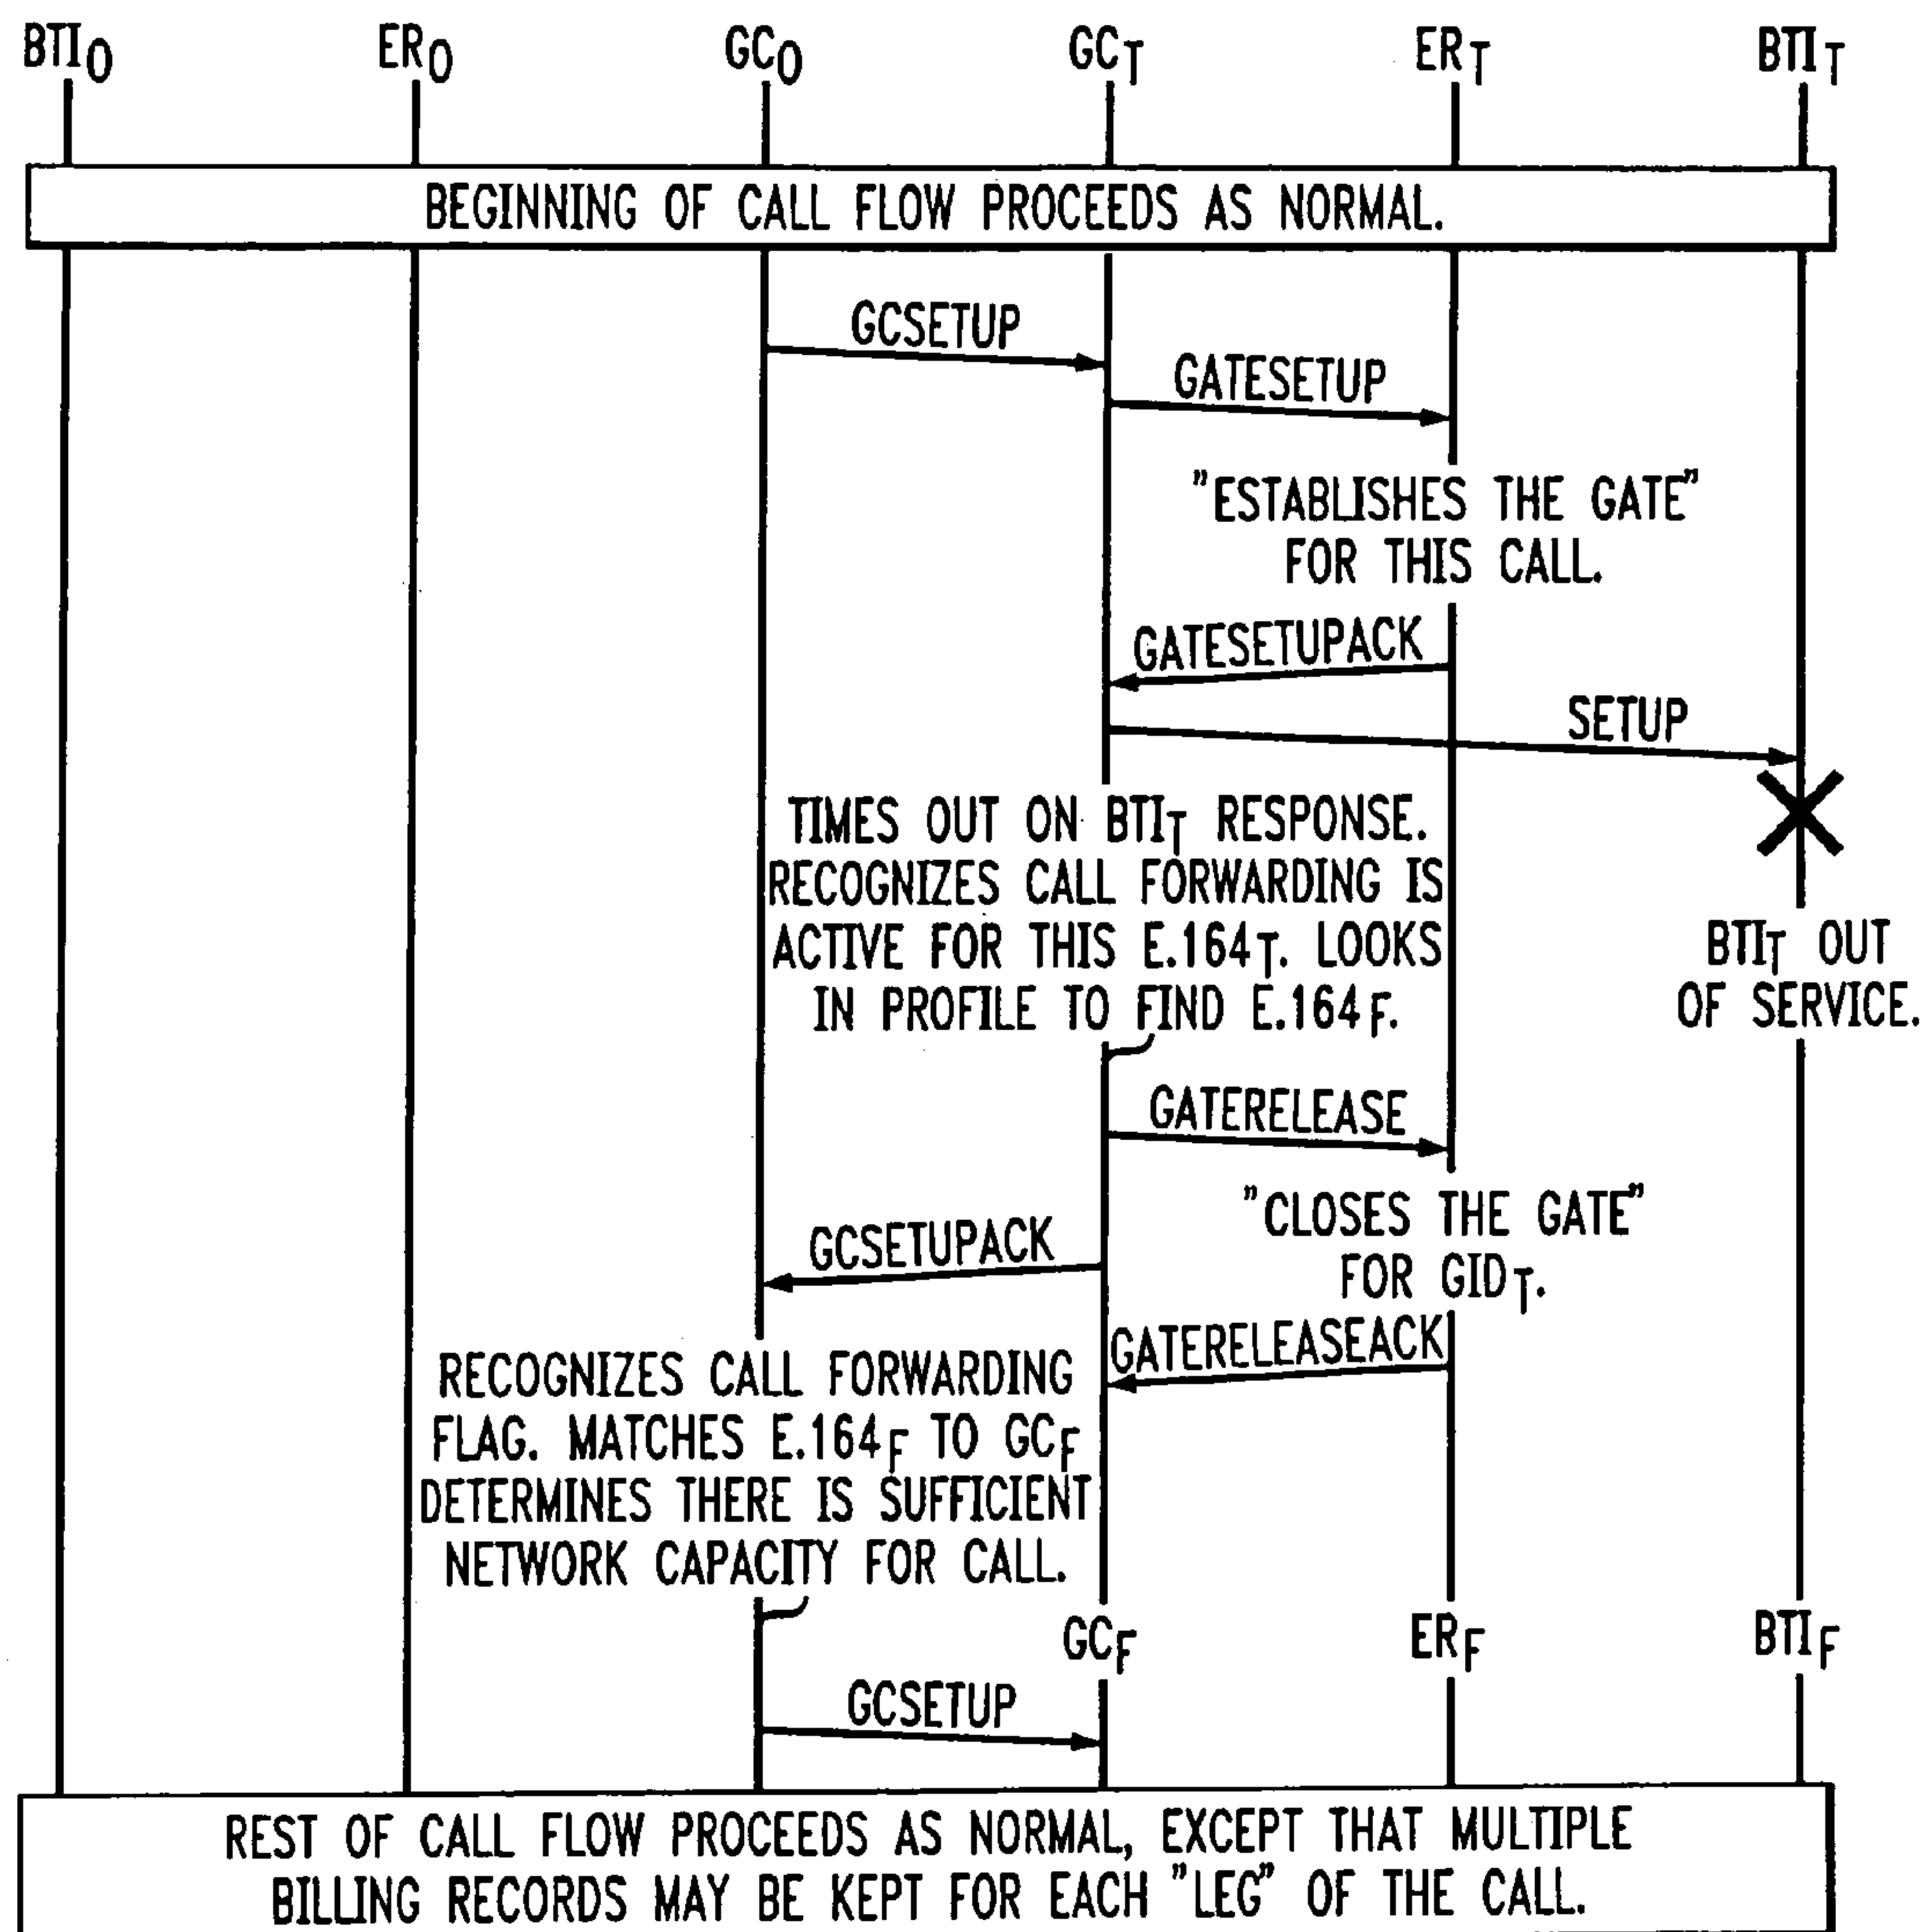 BTIO ERO GCO GCT ERT BTIT
BEGINNING OF CALL FLOW PROCEEDS AS NORMAL.
GCSETUP
GATESETUP
"ESTABLISHES THE GATE"
FOR THIS CALL.
GATESETUPACK
SETUP
TIMES OUT ON BTIT RESPONSE.
RECOGNIZES CALL FORWARDING IS
ACTIVE FOR THIS E.164T. LOOKS
IN PROFILE TO FIND E.164F.
BTIT OUT
OF SERVICE.
GATERELEASE
"CLOSES THE GATE"
FOR GIDT.
GCSETUPACK
GATERELEASEACK
RECOGNIZES CALL FORWARDING
FLAG. MATCHES E.164F TO GCF
DETERMINES THERE IS SUFFICIENT
NETWORK CAPACITY FOR CALL.
GCF ERF BTIF
GCSETUP
REST OF CALL FLOW PROCEEDS AS NORMAL, EXCEPT THAT MULTIPLE
BILLING RECORDS MAY BE KEPT FOR EACH "LEG" OF THE CALL.